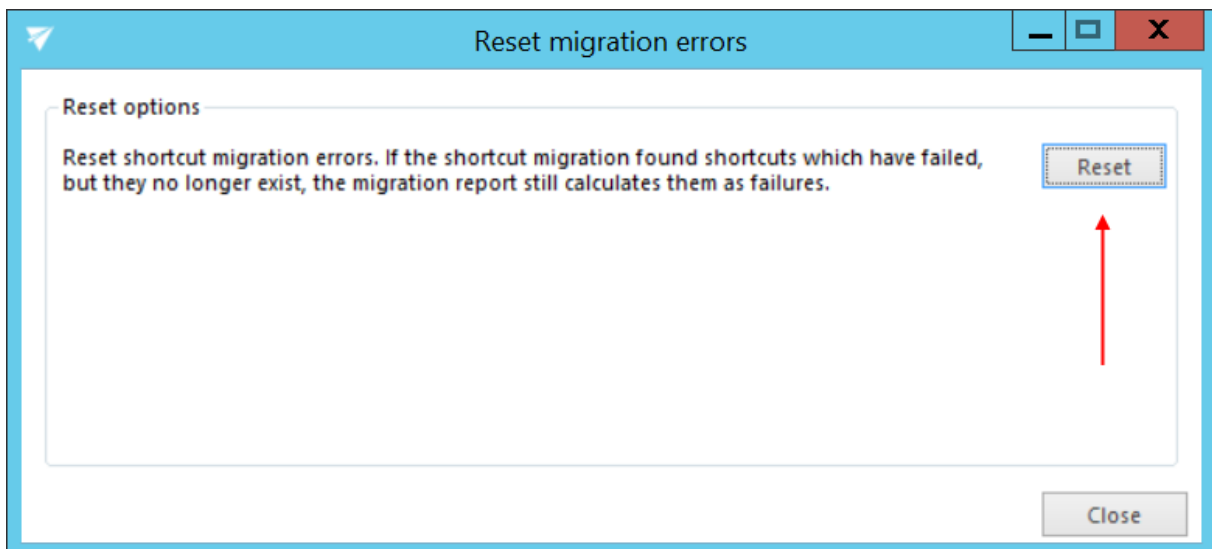 Reset migration errors
X
Reset options
Reset shortcut migration errors. If the shortcut migration found shortcuts which have failed,
but they no longer exist, the migration report still calculates them as failures.
Reset
Close